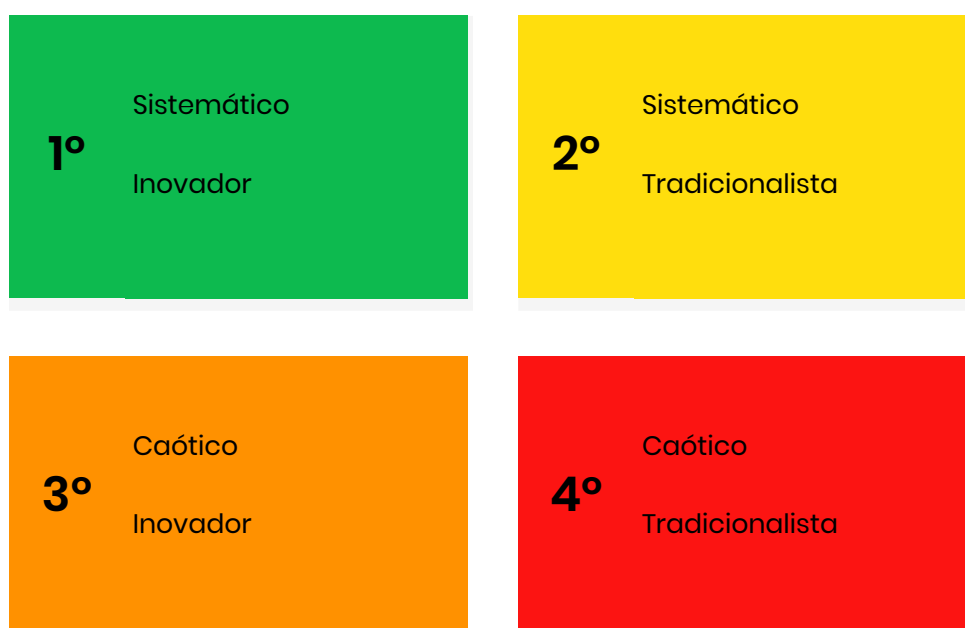 1º
Sistemático
Inovador
2º
Sistemático
Tradicionalista
3º
Caótico
Inovador
4º
Caótico
Tradicionalista